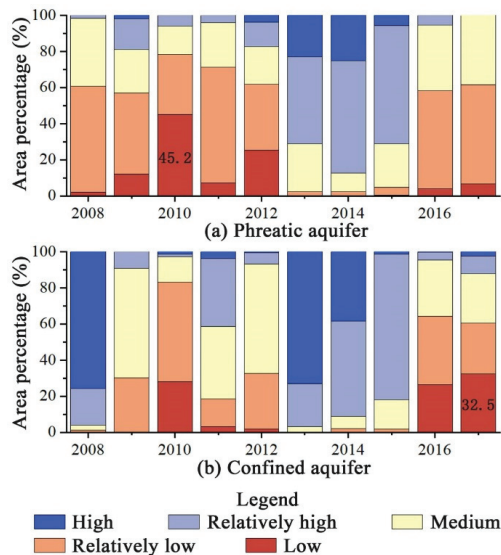 Area percentage (%)
100
80
60
40
20
0
45.2
2008 2010 2012 2014 2016
(a) Phreatic aquifer
Area percentage (%)
100
80
60
40
20
0
32.5
2008 2010 2012 2014 2016
(b) Confined aquifer
Legend
High Relatively high Medium
Relatively low Low